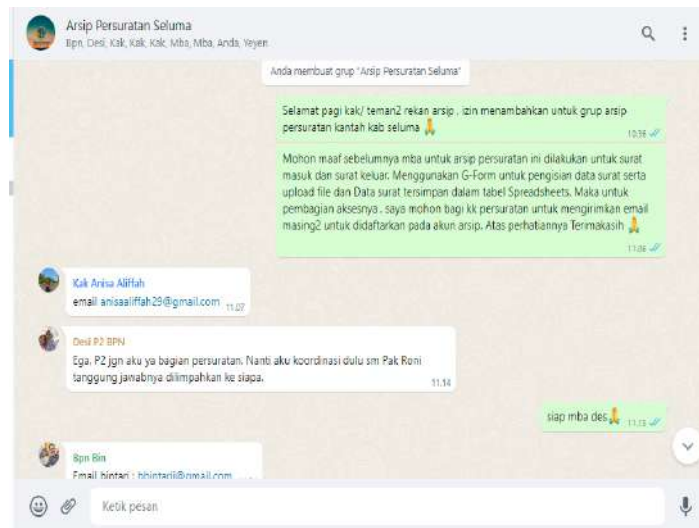 Arsip Persuratan Seluma
Bpn, Desi, Kak, Kak, Kak, Mba, Mba, Anda, Yeyen
Anda membuat grup "Arsip Persuratan Seluma"
Selamat pagi kak/ teman2 rekan arsip , izin menambahkan untuk grup arsip
persuratan kantah kab seluma 🙏
10.36
Mohon maaf sebelumnya mba untuk arsip persuratan ini dilakukan untuk surat
masuk dan surat keluar. Menggunakan G-Form untuk pengisian data surat serta
upload file dan Data surat tersimpan dalam tabel Spreadsheets. Maka untuk
pembagian aksesnya , saya mohon bagi kk persuratan untuk mengirimkan email
masing2 untuk didaftarkan pada akun arsip. Atas perhatiannya Terimakasih 🙏
11.06
Kak Anisa Aliffah
email anisaaliffah29@gmail.com 11.07
Desi P2 BPN
Ega, P2 jgn aku ya bagian persuratan. Nanti aku koordinasi dulu sm Pak Roni
tanggung jawabnya dilimpahkan ke siapa.
11.14
siap mba des🙏 11.15
Bpn Bin
Email bintari : bbintarii@gmail.com
Ketik pesan